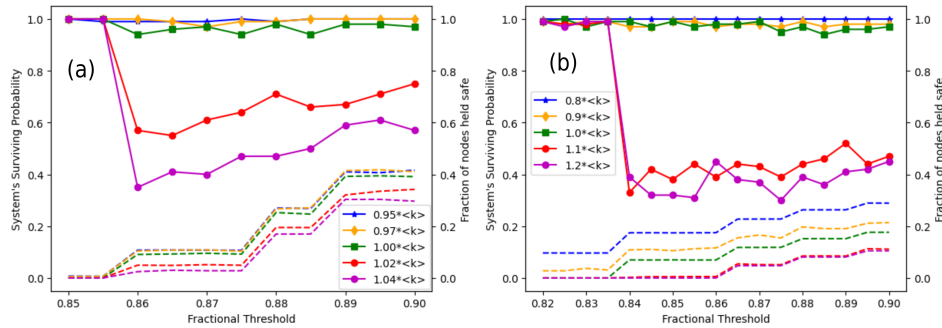 (a)
System's Surviving Probability
1.0
0.8
0.6
0.4
0.2
0.0
0.85
0.86
0.87
0.88
0.89
0.90
Fractional Threshold
1.0
0.8
0.6
0.4
0.2
0.0
Fraction of nodes held safe
0.95*<k>
0.97*<k>
1.00*<k>
1.02*<k>
1.04*<k>
(b)
System's Surviving Probability
1.0
0.8
0.6
0.4
0.2
0.0
0.82
0.83
0.84
0.85
0.86
0.87
0.88
0.89
0.90
Fractional Threshold
1.0
0.8
0.6
0.4
0.2
0.0
Fraction of nodes held safe
0.8*<k>
0.9*<k>
1.0*<k>
1.1*<k>
1.2*<k>